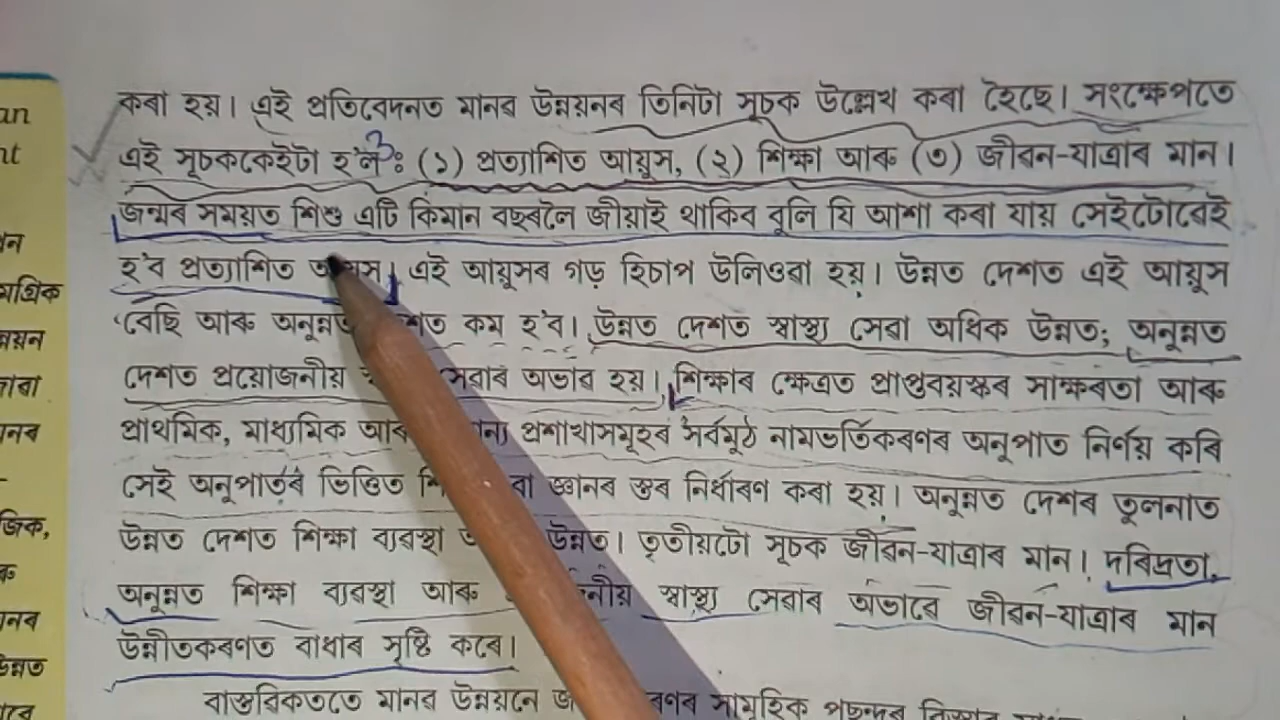 an
nt
কৰা হয়। এই প্ৰতিবেদনত মানৱ উন্নয়নৰ তিনিটা সূচক উল্লেখ কৰা হৈছে। সংক্ষেপতে
এই সূচককেইটা হ'ল 3 : (১) প্ৰত্যাশিত আয়ুস, (২) শিক্ষা আৰু (৩) জীৱন-যাত্ৰাৰ মান।
জন্মৰ সময়ত শিশু এটি কিমান বছৰলৈ জীয়াই থাকিব বুলি যি আশা কৰা যায় সেইটোৱেই
হ'ব প্ৰত্যাশিত এই আয়ুসৰ গড় হিচাপ উলিওৱা হয়। উন্নত দেশত এই আয়ুস
বেছি আৰু অনুন্নত কম হ'ব। উন্নত দেশত স্বাস্থ্য সেৱা অধিক উন্নত; অনুন্নত
দেশত প্ৰয়োজনীয় সেৱাৰ অভাৱ হয়। শিক্ষাৰ ক্ষেত্ৰত প্ৰাপ্তবয়স্কৰ সাক্ষৰতা আৰু
প্ৰাথমিক, মাধ্যমিক প্ৰশাখাসমূহৰ সৰ্বমুঠ নামভৰ্তিকৰণৰ অনুপাত নিৰ্ণয় কৰি
সেই অনুপাতৰ ভিত্তিত জ্ঞানৰ স্তৰ নিৰ্ধাৰণ কৰা হয়। অনুন্নত দেশৰ তুলনাত
উন্নত দেশত শিক্ষা ব্যৱস্থা উন্নত। তৃতীয়টো সূচক জীৱন-যাত্ৰাৰ মান। দৰিদ্ৰতা,
অনুন্নত শিক্ষা ব্যৱস্থা আৰু স্বাস্থ্য সেৱাৰ অভাৱে জীৱন-যাত্ৰাৰ মান
উন্নীতকৰণত বাধাৰ সৃষ্টি কৰে।
বাস্তৱিকতে মানৱ উন্নয়নে সামূহিক পছন্দৰ